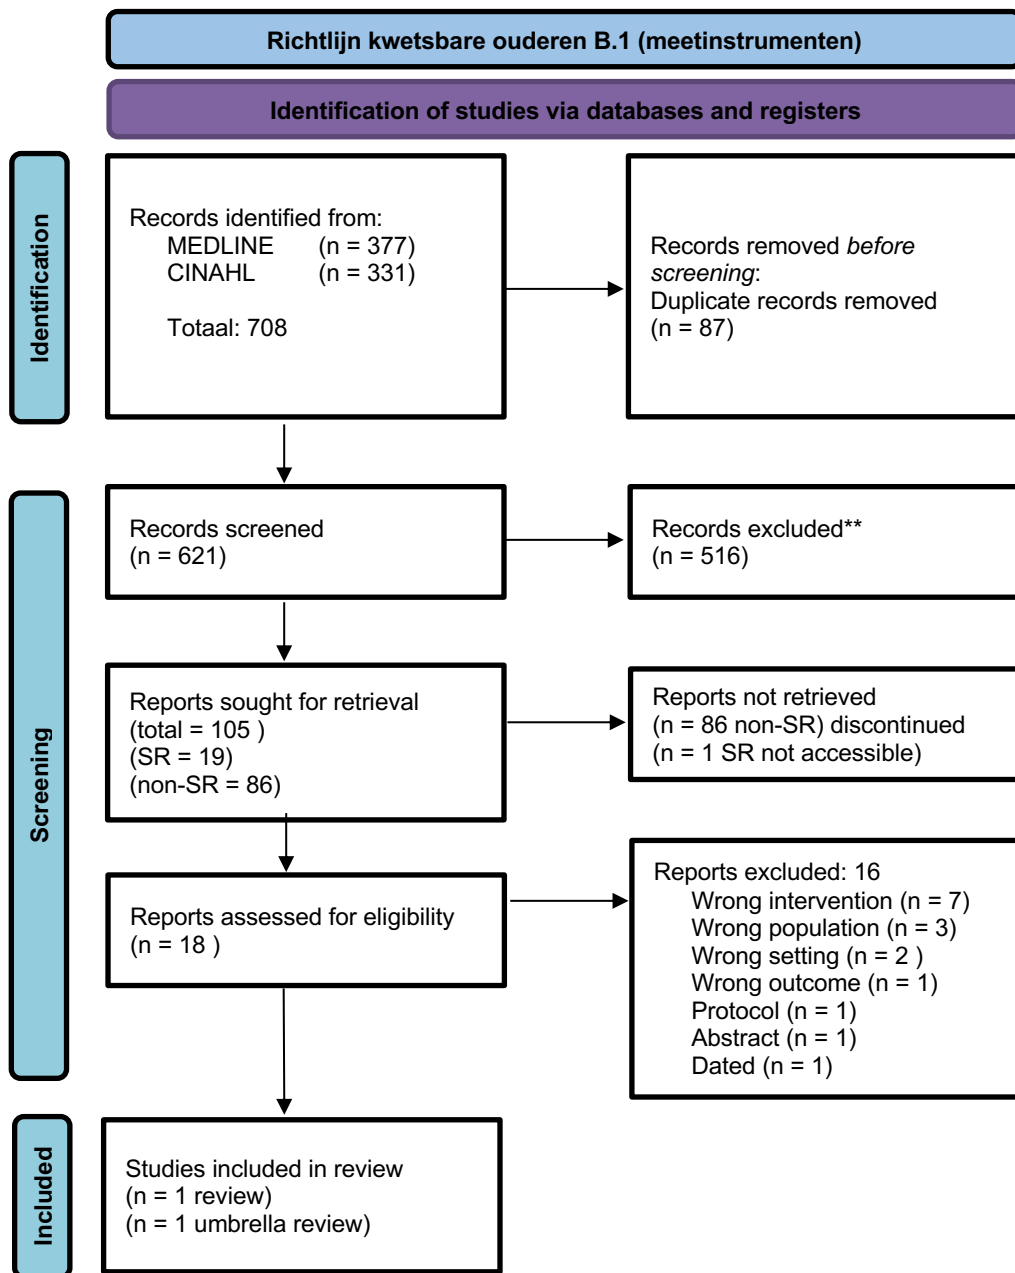 Richtlijn kwetsbare ouderen B.1 (meetinstrumenten)
Identification of studies via databases and registers
Identification
Records identified from:
MEDLINE (n = 377)
CINAHL (n = 331)
Totaal: 708
Records removed before
screening:
Duplicate records removed
(n = 87)
Screening
Records screened
(n = 621)
Records excluded**
(n = 516)
Reports sought for retrieval
(total = 105 )
(SR = 19)
(non-SR = 86)
Reports not retrieved
(n = 86 non-SR) discontinued
(n = 1 SR not accessible)
Reports assessed for eligibility
(n = 18 )
Reports excluded: 16
Wrong intervention (n = 7)
Wrong population (n = 3)
Wrong setting (n = 2 )
Wrong outcome (n = 1)
Protocol (n = 1)
Abstract (n = 1)
Dated (n = 1)
Included
Studies included in review
(n = 1 review)
(n = 1 umbrella review)